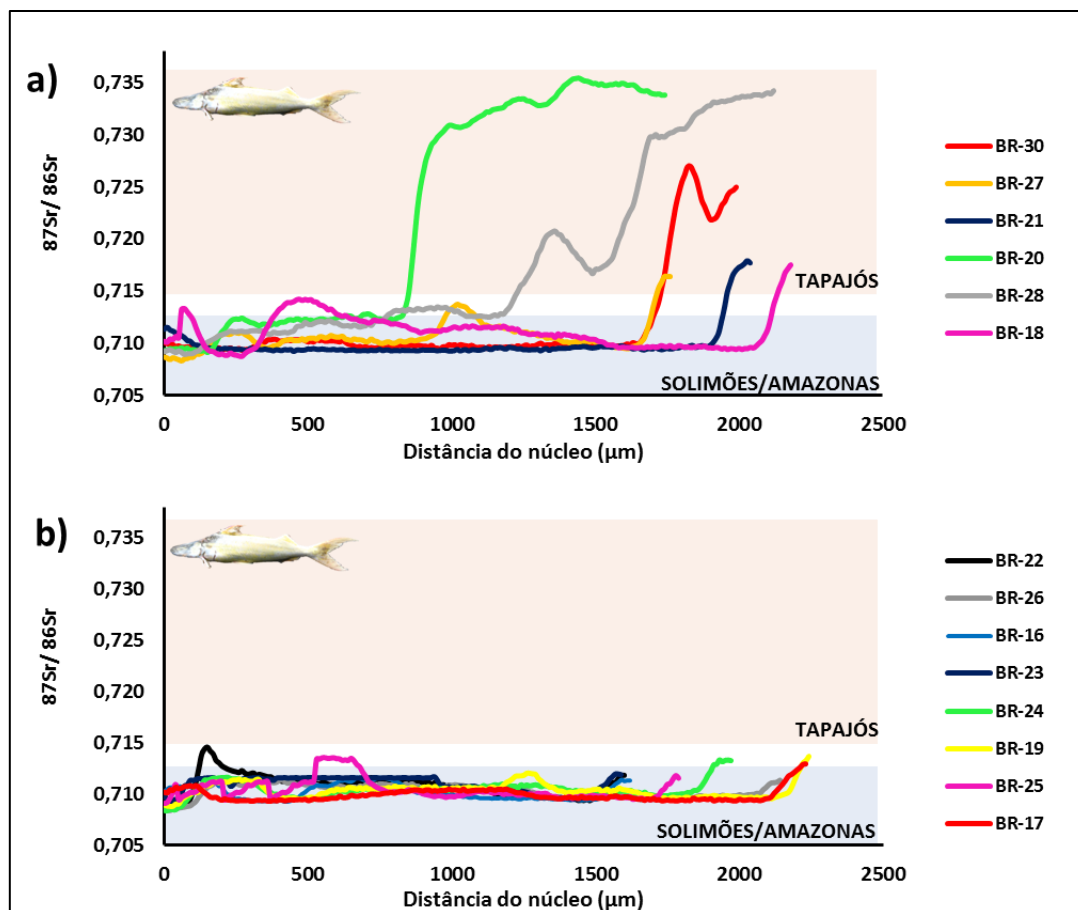 a)
0,735
0,730
0,725
0,720
0,715
0,710
0,705
87Sr/ 86Sr
TAPAJÓS
SOLIMÕES/AMAZONAS
0 500 1000 1500 2000 2500
Distância do núcleo (µm)
BR-30
BR-27
BR-21
BR-20
BR-28
BR-18
b)
0,735
0,730
0,725
0,720
0,715
0,710
0,705
87Sr/ 86Sr
TAPAJÓS
SOLIMÕES/AMAZONAS
0 500 1000 1500 2000 2500
Distância do núcleo (µm)
BR-22
BR-26
BR-16
BR-23
BR-24
BR-19
BR-25
BR-17